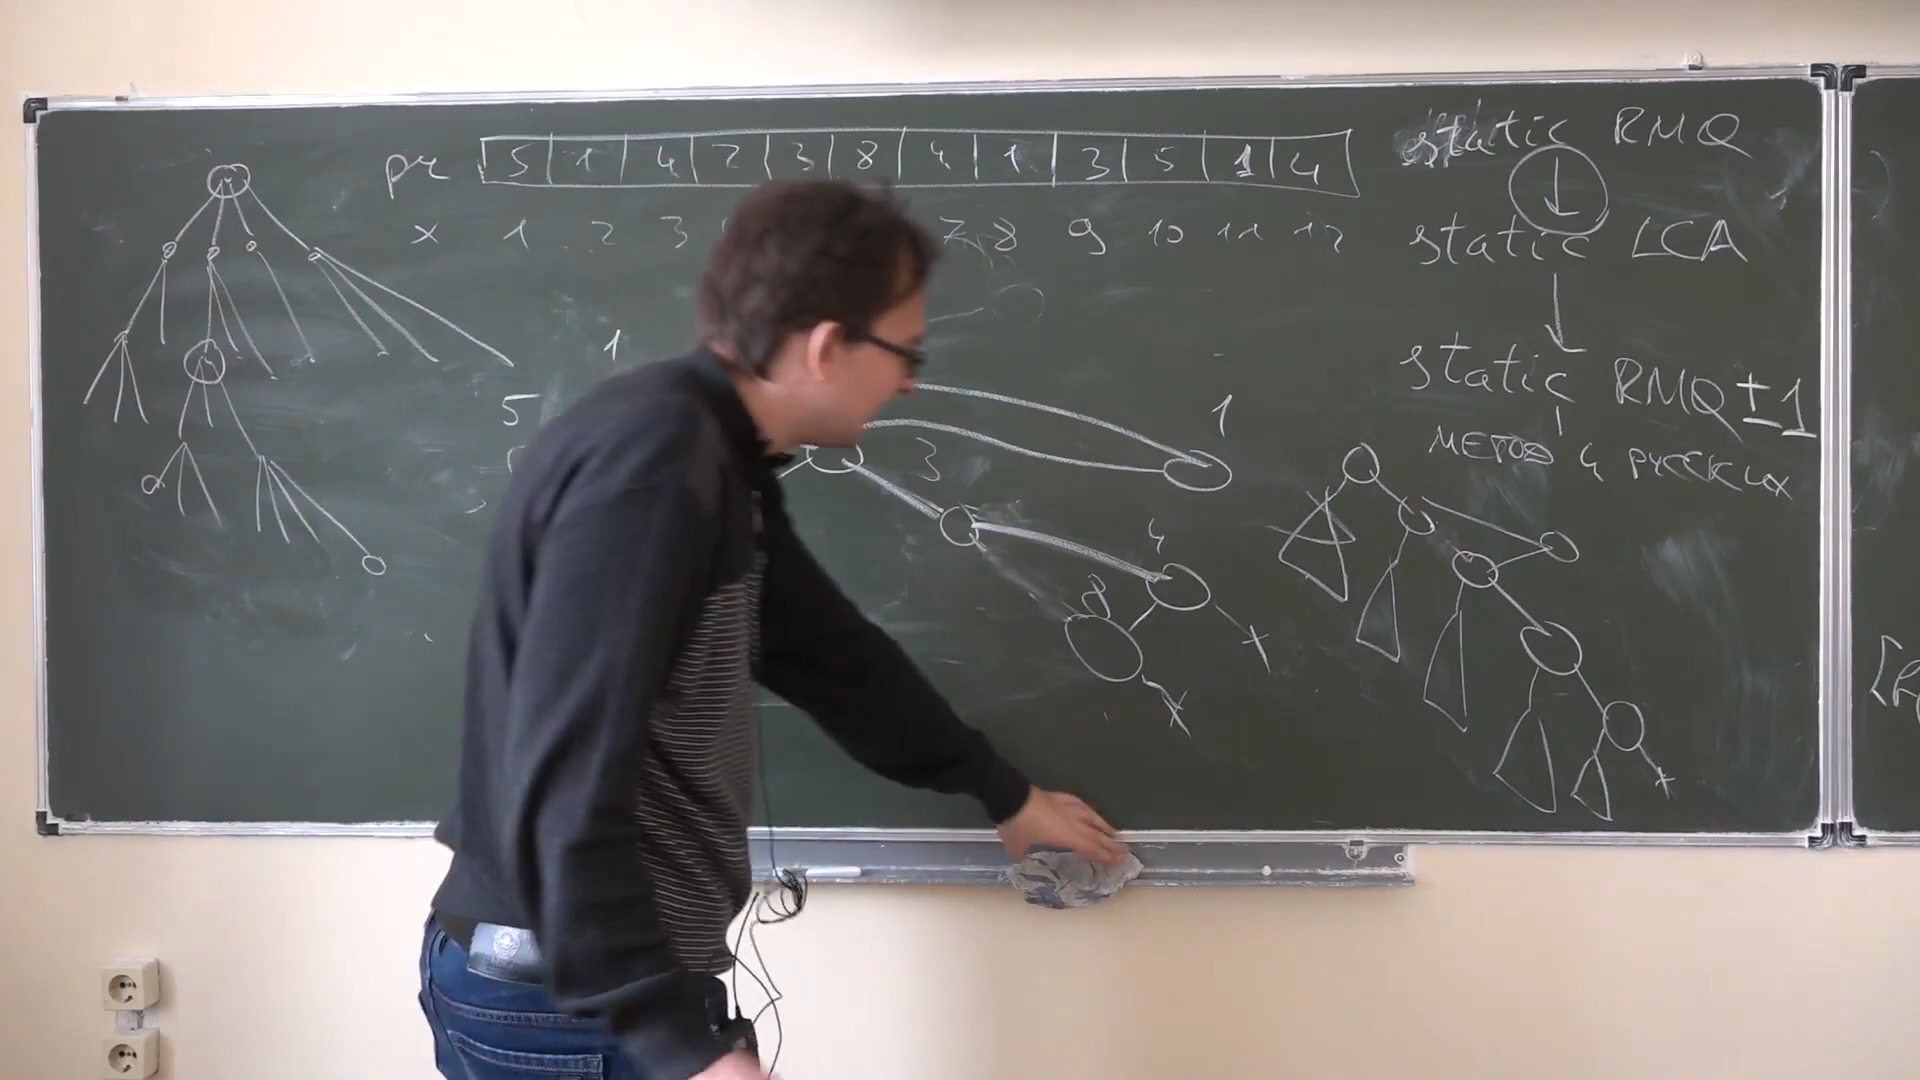 pr 5 1 4 2 3 8 4 1 3 5 1 4
x 1 2 3 7 8 9 10 11 12
static RMQ
↓
static LCA
↓
static RMQ ±1
МЕТОД 4 РУССКИХ
1
5
3
1
4
8